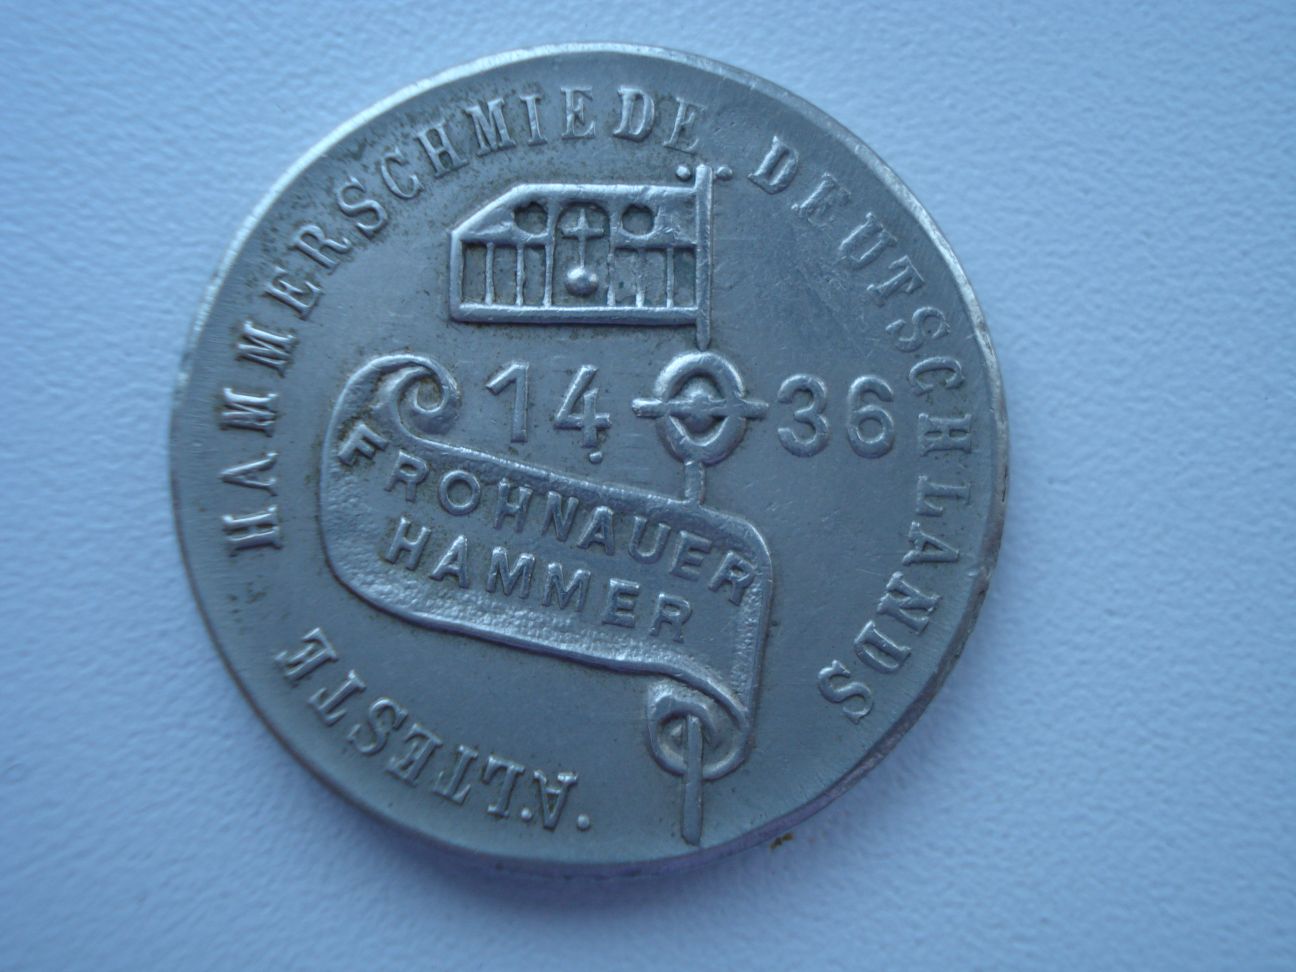 ÄLTESTE HAMMERSCHMIEDE DEUTSCHLANDS
14 36
FROHNAUER
HAMMER